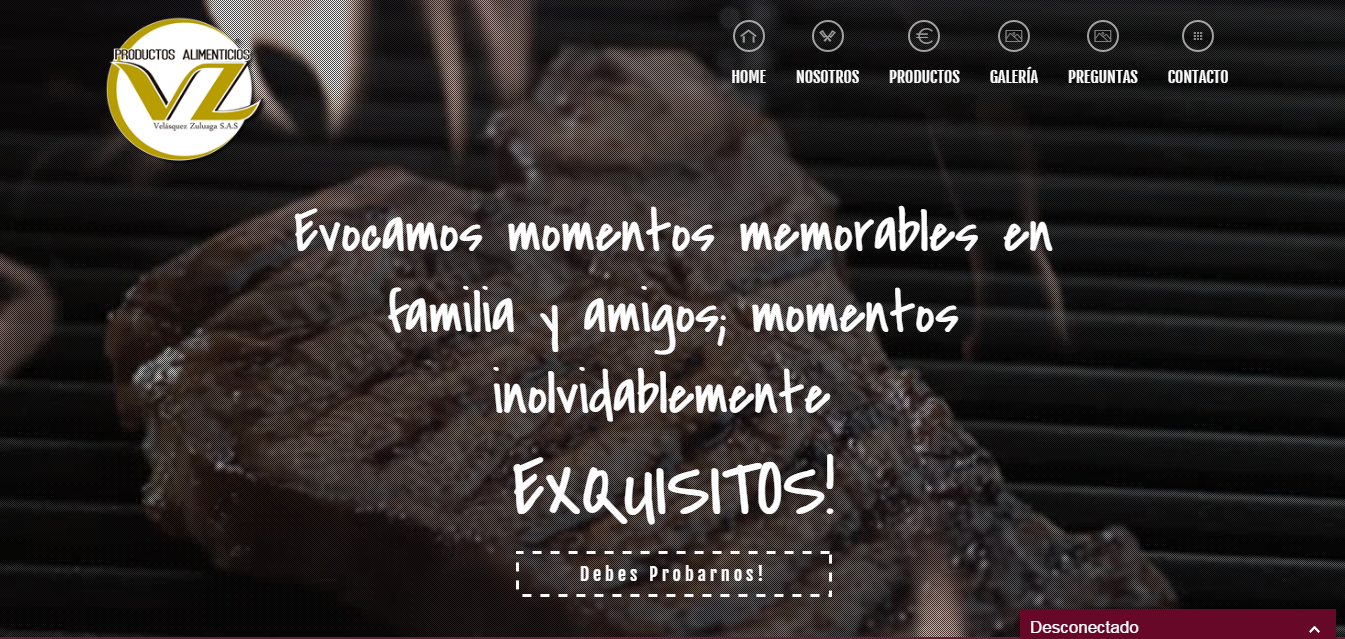 PRODUCTOS ALIMENTICIOS
VZ
Velásquez Zuluaga S.A.S
HOME NOSOTROS PRODUCTOS GALERÍA PREGUNTAS CONTACTO
Evocamos momentos memorables en
familia y amigos; momentos
inolvidablemente
EXQUISITOS!
Debes Probarnos!
Desconectado